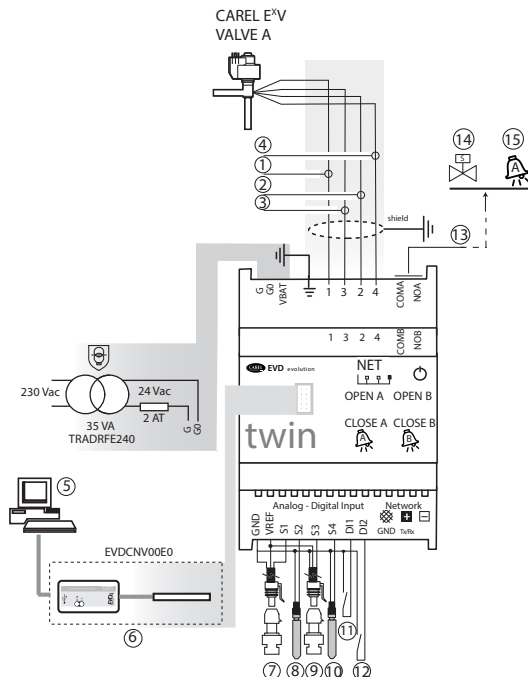 CAREL EˣV
VALVE A
14
15
S
A
4
1
2
3
shield
13
G
G0
VBAT
1
3
2
4
COMA
NOA
1
3
2
4
COMB
NOB
CAREL EVD evolution
NET
OPEN A OPEN B
CLOSE A CLOSE B
A
B
twin
230 Vac
24 Vac
2 AT
35 VA
TRADRFE240
G
G0
5
EVDCNV00E0
6
Analog - Digital Input
Network
GND
VREF
S1
S2
S3
S4
DI1
DI2
GND Tx/Rx
11
7
8
9
10
12